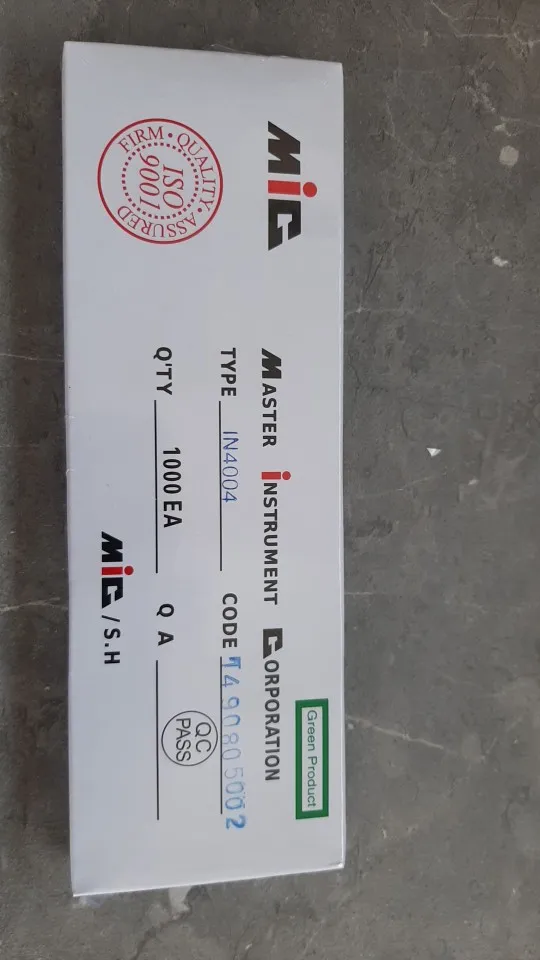 MiC
MASTER iNSTRUMENT CORPORATION
Green Product
TYPE IN4004 CODE T490805002
Q'TY 1000 EA Q A QC PASS
FIRM • QUALITY • ASSURED
ISO 9001
MiC / S.H